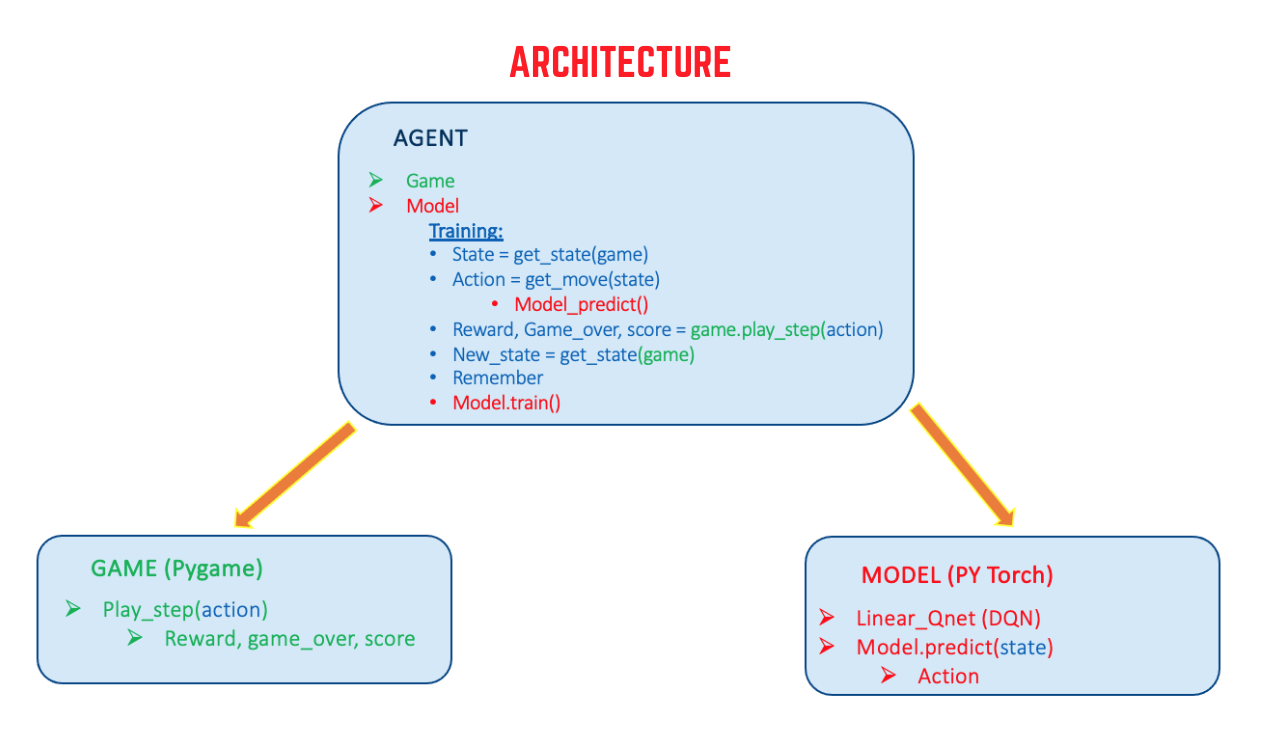 ARCHITECTURE
AGENT
Game
Model
Training:
State = get_state(game)
Action = get_move(state)
Model_predict()
Reward, Game_over, score = game.play_step(action)
New_state = get_state(game)
Remember
Model.train()
GAME (Pygame)
Play_step(action)
Reward, game_over, score
MODEL (PY Torch)
Linear_Qnet (DQN)
Model.predict(state)
Action